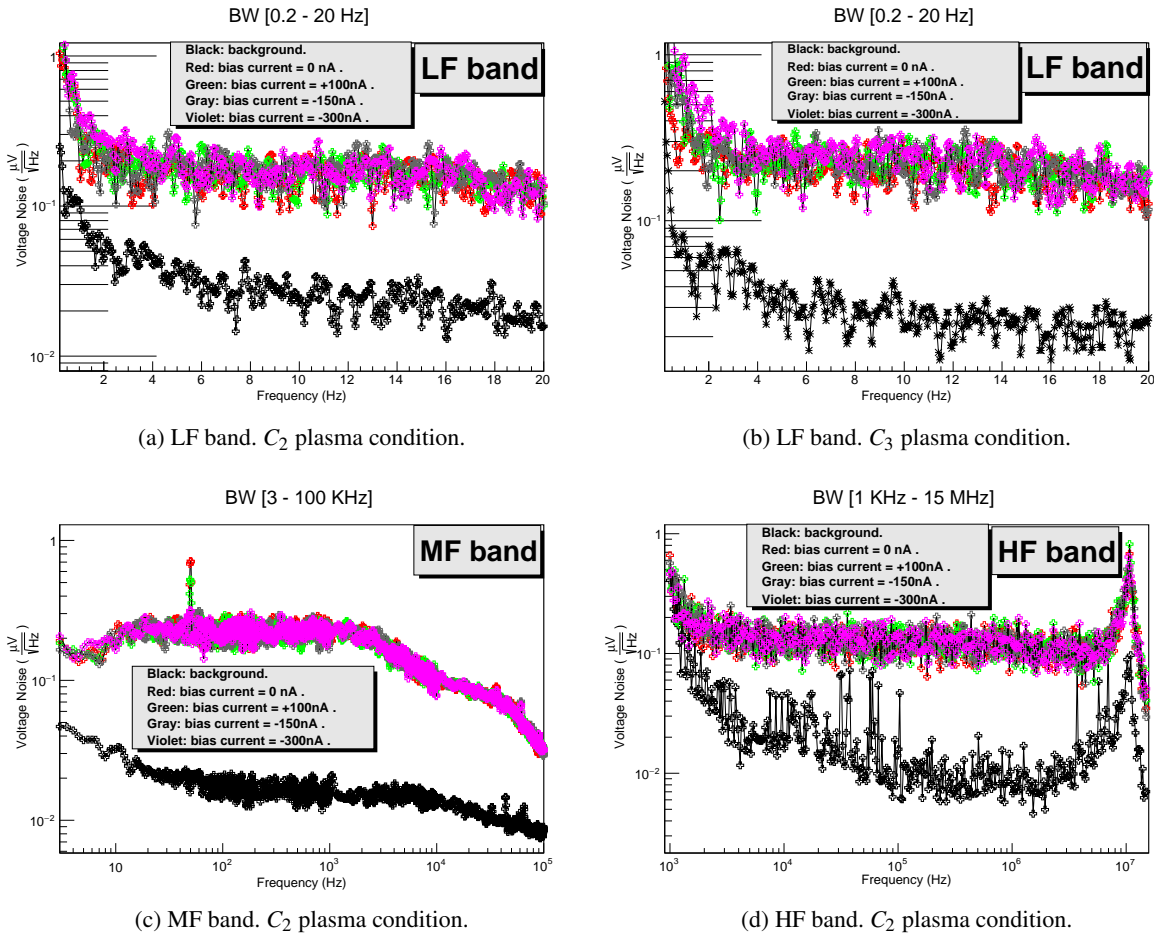 BW [0.2 - 20 Hz]
LF band
Black: background.
Red: bias current = 0 nA .
Green: bias current = +100nA .
Gray: bias current = -150nA .
Violet: bias current = -300nA .
Voltage Noise ( μV/√Hz )
1
10⁻¹
10⁻²
2 4 6 8 10 12 14 16 18 20
Frequency (Hz)
(a) LF band. C₂ plasma condition.
BW [0.2 - 20 Hz]
LF band
Black: background.
Red: bias current = 0 nA .
Green: bias current = +100nA .
Gray: bias current = -150nA .
Violet: bias current = -300nA .
Voltage Noise ( μV/√Hz )
1
10⁻¹
2 4 6 8 10 12 14 16 18 20
Frequency (Hz)
(b) LF band. C₃ plasma condition.
BW [3 - 100 KHz]
MF band
Black: background.
Red: bias current = 0 nA .
Green: bias current = +100nA .
Gray: bias current = -150nA .
Violet: bias current = -300nA .
Voltage Noise ( μV/√Hz )
1
10⁻¹
10⁻²
10 10² 10³ 10⁴ 10⁵
Frequency (Hz)
(c) MF band. C₂ plasma condition.
BW [1 KHz - 15 MHz]
HF band
Black: background.
Red: bias current = 0 nA .
Green: bias current = +100nA .
Gray: bias current = -150nA .
Violet: bias current = -300nA .
Voltage Noise ( μV/√Hz )
1
10⁻¹
10⁻²
10³ 10⁴ 10⁵ 10⁶ 10⁷
Frequency (Hz)
(d) HF band. C₂ plasma condition.